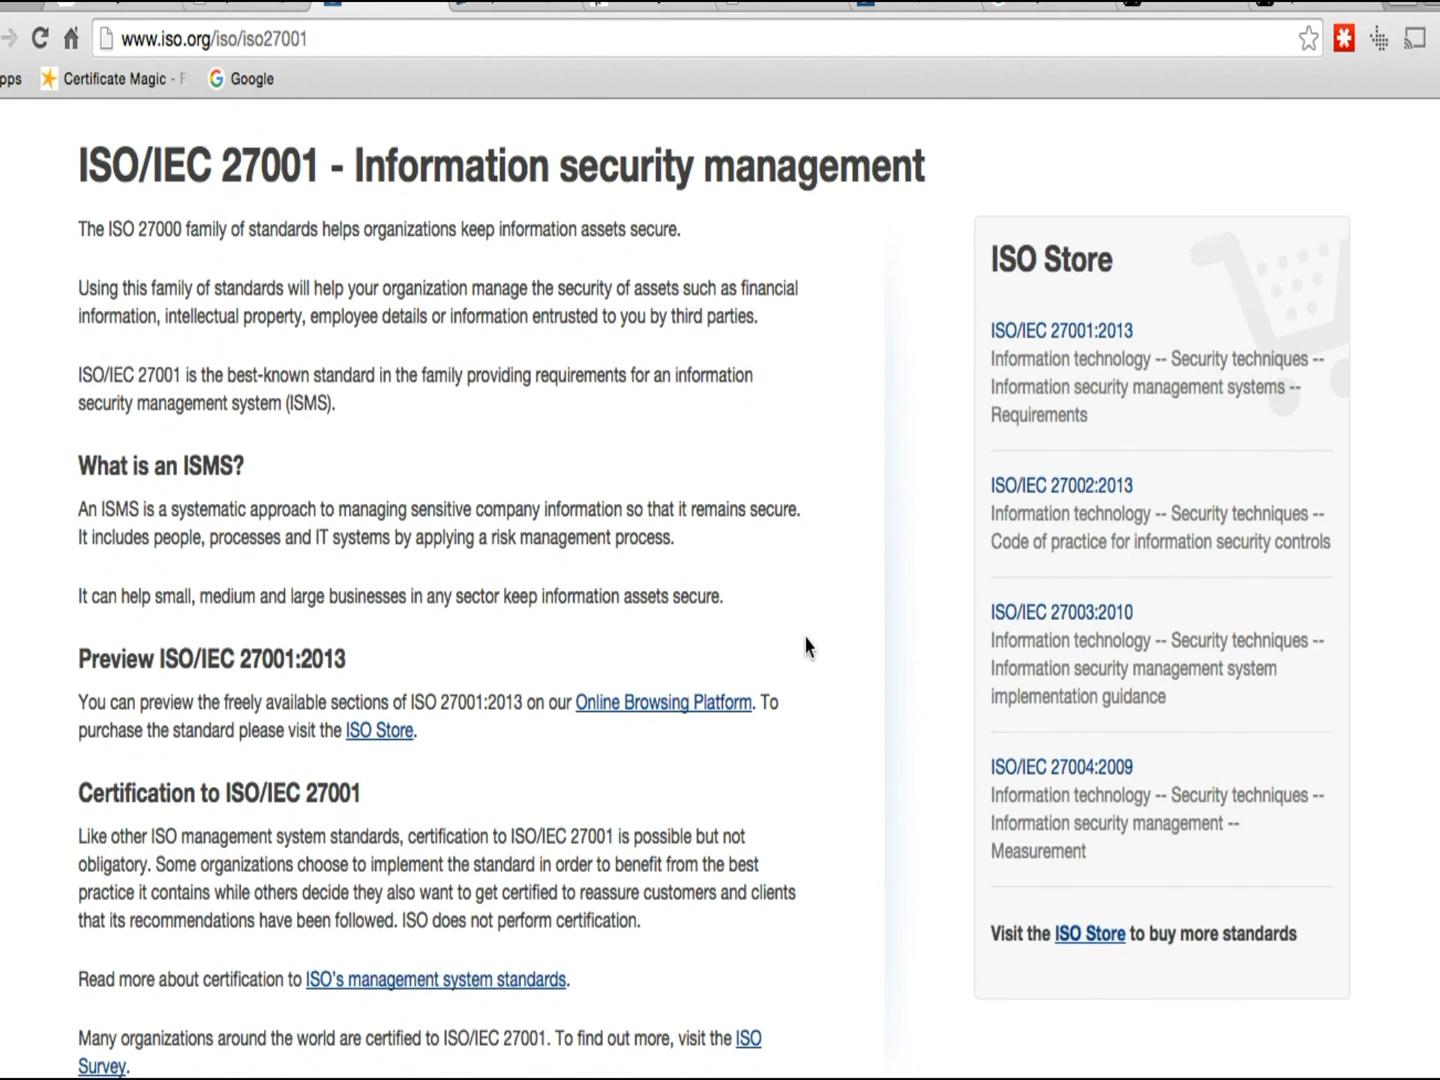 www.iso.org/iso/iso27001
pps Certificate Magic - F Google
ISO/IEC 27001 - Information security management
The ISO 27000 family of standards helps organizations keep information assets secure.
Using this family of standards will help your organization manage the security of assets such as financial
information, intellectual property, employee details or information entrusted to you by third parties.
ISO/IEC 27001 is the best-known standard in the family providing requirements for an information
security management system (ISMS).
What is an ISMS?
An ISMS is a systematic approach to managing sensitive company information so that it remains secure.
It includes people, processes and IT systems by applying a risk management process.
It can help small, medium and large businesses in any sector keep information assets secure.
Preview ISO/IEC 27001:2013
You can preview the freely available sections of ISO 27001:2013 on our Online Browsing Platform. To
purchase the standard please visit the ISO Store.
Certification to ISO/IEC 27001
Like other ISO management system standards, certification to ISO/IEC 27001 is possible but not
obligatory. Some organizations choose to implement the standard in order to benefit from the best
practice it contains while others decide they also want to get certified to reassure customers and clients
that its recommendations have been followed. ISO does not perform certification.
Read more about certification to ISO's management system standards.
Many organizations around the world are certified to ISO/IEC 27001. To find out more, visit the ISO
Survey.
ISO Store
ISO/IEC 27001:2013
Information technology -- Security techniques --
Information security management systems --
Requirements
ISO/IEC 27002:2013
Information technology -- Security techniques --
Code of practice for information security controls
ISO/IEC 27003:2010
Information technology -- Security techniques --
Information security management system
implementation guidance
ISO/IEC 27004:2009
Information technology -- Security techniques --
Information security management --
Measurement
Visit the ISO Store to buy more standards